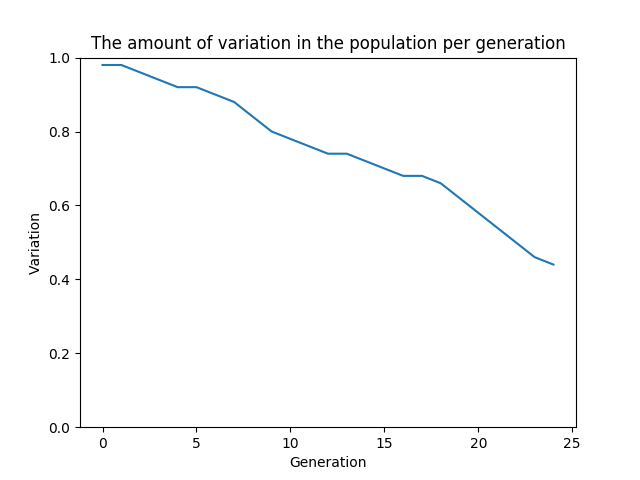 The amount of variation in the population per generation
1.0
0.8
0.6
0.4
0.2
0.0
Variation
0 5 10 15 20 25
Generation